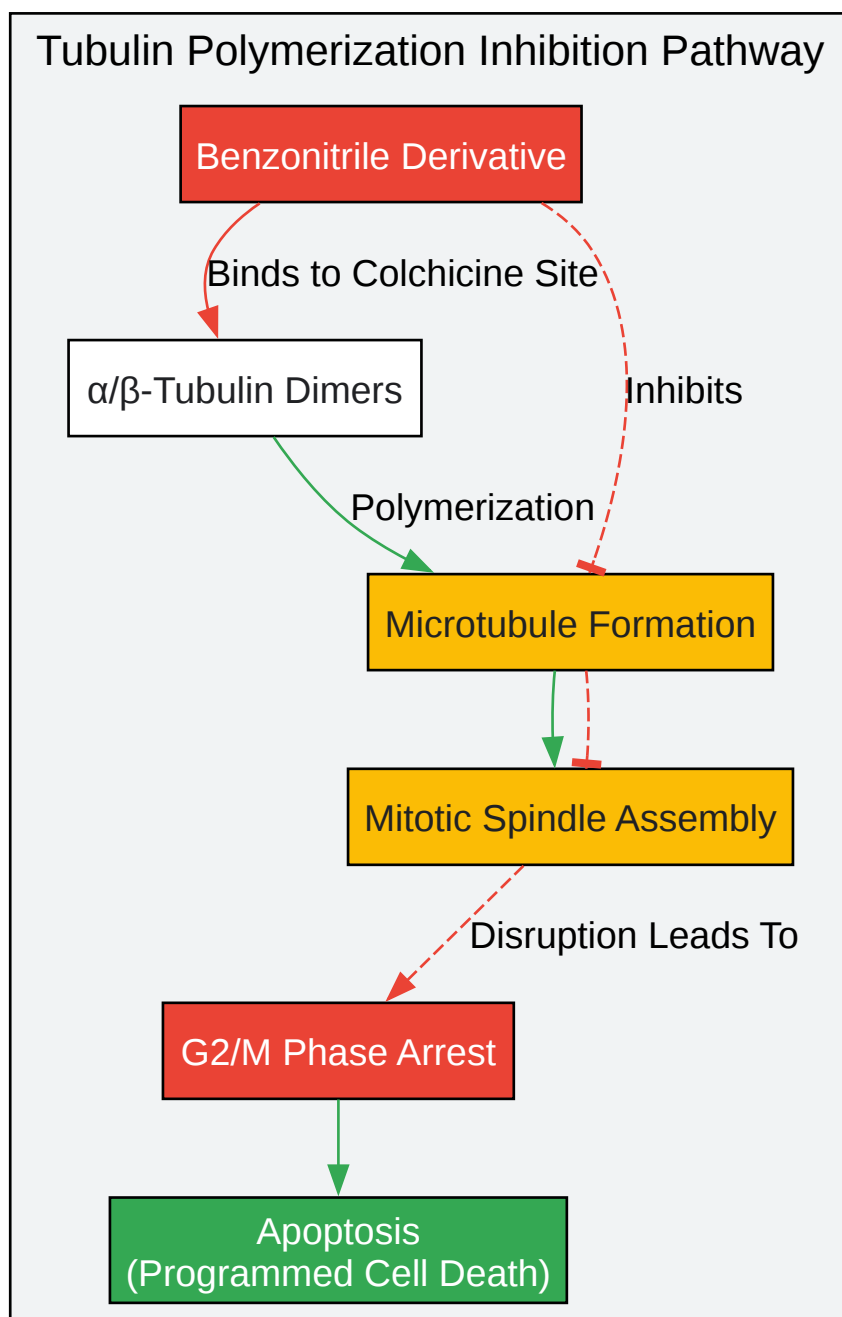 Tubulin Polymerization Inhibition Pathway
Benzonitrile Derivative
Binds to Colchicine Site
α/β-Tubulin Dimers
Inhibits
Polymerization
Microtubule Formation
Mitotic Spindle Assembly
Disruption Leads To
G2/M Phase Arrest
Apoptosis
(Programmed Cell Death)